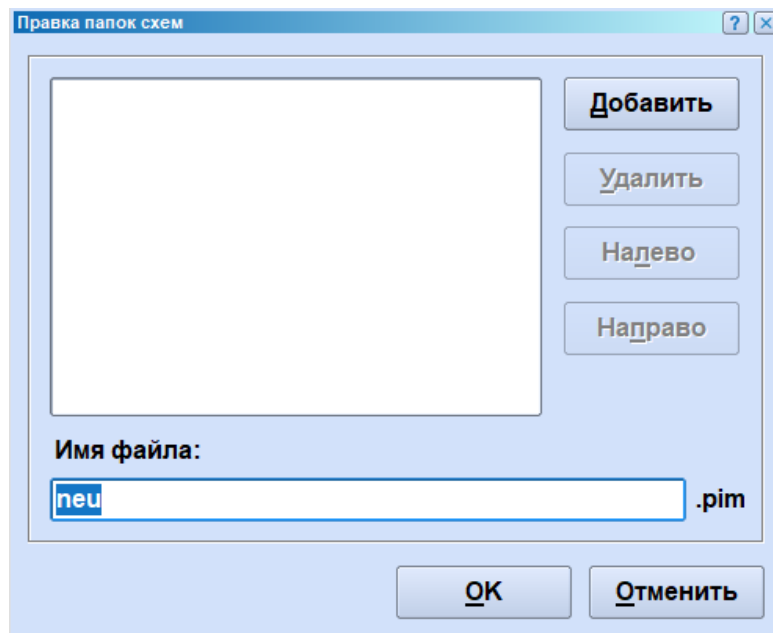 Правка папок схем
?
Добавить
Удалить
Налево
Направо
Имя файла:
neu
.pim
OK
Отменить